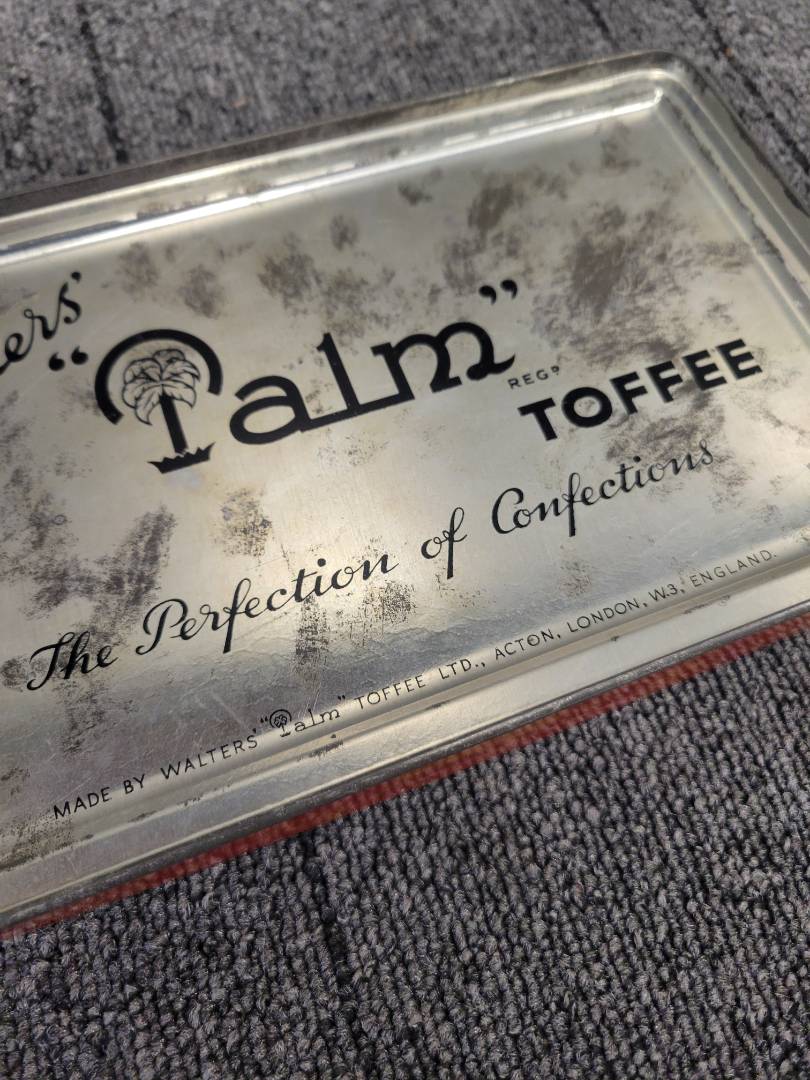 ers'
"Palm" REGD TOFFEE
The Perfection of Confections
MADE BY WALTERS' "Palm" TOFFEE LTD., ACTON, LONDON, W.3, ENGLAND.